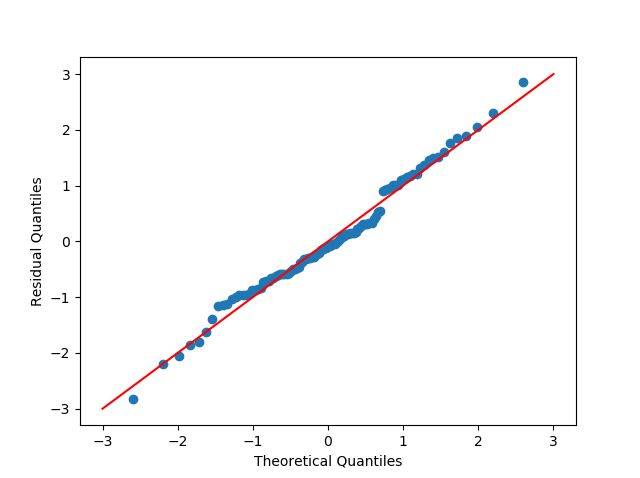 3
2
1
0
−1
−2
−3
Residual Quantiles
−3 −2 −1 0 1 2 3
Theoretical Quantiles